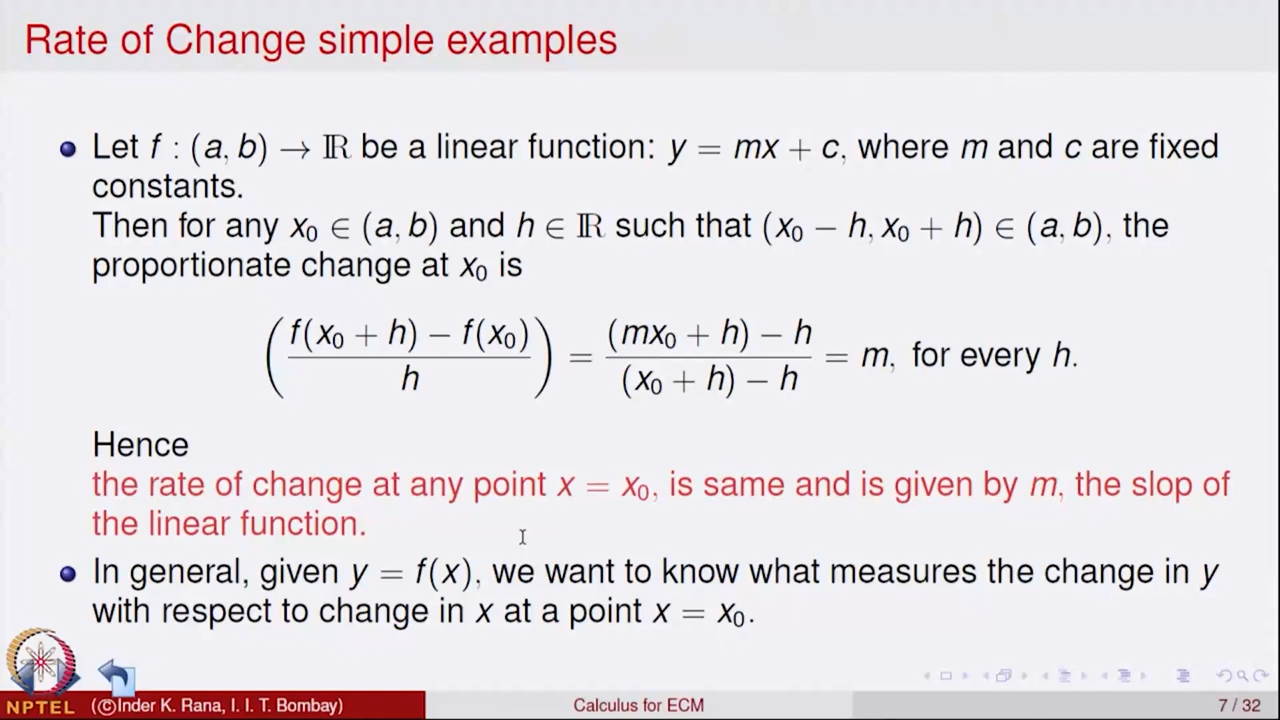 Rate of Change simple examples
Let f : (a, b) → ℝ be a linear function: y = mx + c, where m and c are fixed
constants.
Then for any x₀ ∈ (a, b) and h ∈ ℝ such that (x₀ − h, x₀ + h) ∈ (a, b), the
proportionate change at x₀ is
( (f(x₀ + h) − f(x₀)) / h ) = ((mx₀ + h) − h) / ((x₀ + h) − h) = m, for every h.
Hence
the rate of change at any point x = x₀, is same and is given by m, the slop of
the linear function.
In general, given y = f(x), we want to know what measures the change in y
with respect to change in x at a point x = x₀.
NPTEL
(©Inder K. Rana, I. I. T. Bombay)
Calculus for ECM
7 / 32